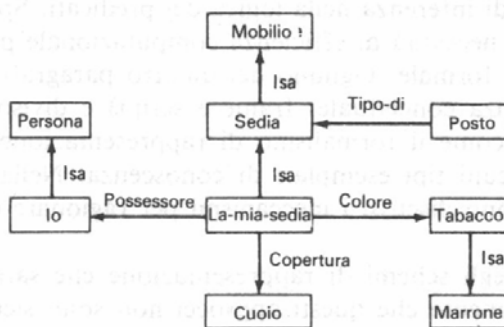 Mobilio
Isa
Persona
Sedia
Tipo-di
Posto
Isa
Isa
Io
Possessore
La-mia-sedia
Colore
Tabacco
Copertura
Isa
Cuoio
Marrone